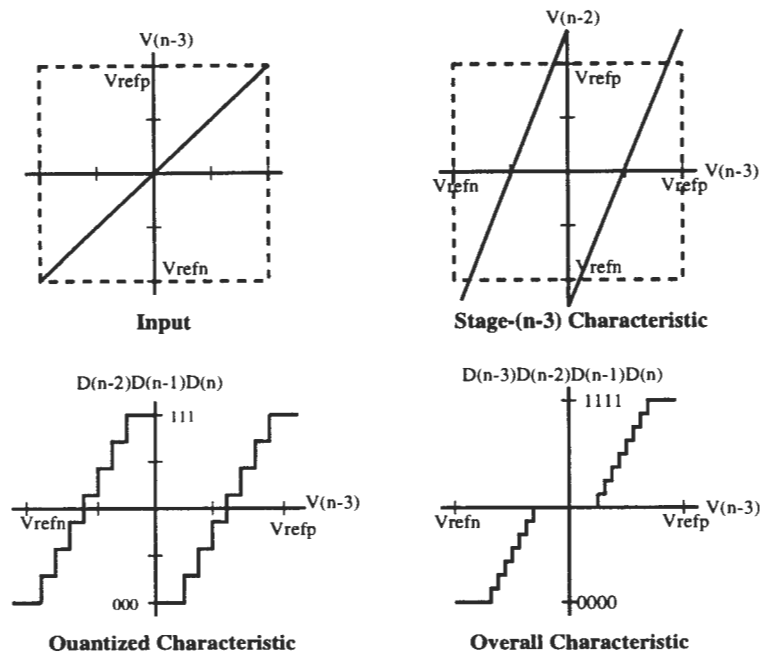 V(n-3)
Vrefp
Vrefn
Input
V(n-2)
Vrefp
V(n-3)
Vrefn
Vrefp
Vrefn
Stage-(n-3) Characteristic
D(n-2)D(n-1)D(n)
111
V(n-3)
Vrefn
Vrefp
000
Quantized Characteristic
D(n-3)D(n-2)D(n-1)D(n)
1111
V(n-3)
Vrefn
Vrefp
0000
Overall Characteristic